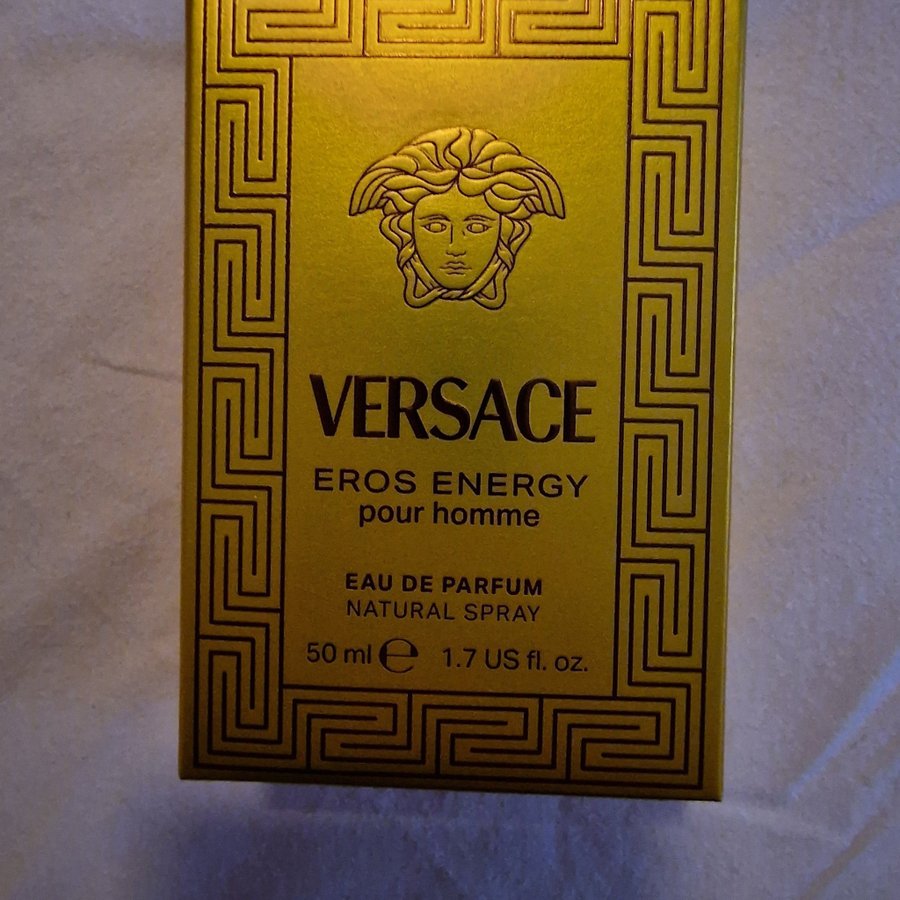 VERSACE
EROS ENERGY
pour homme
EAU DE PARFUM
NATURAL SPRAY
50 ml ℮ 1.7 US fl. oz.